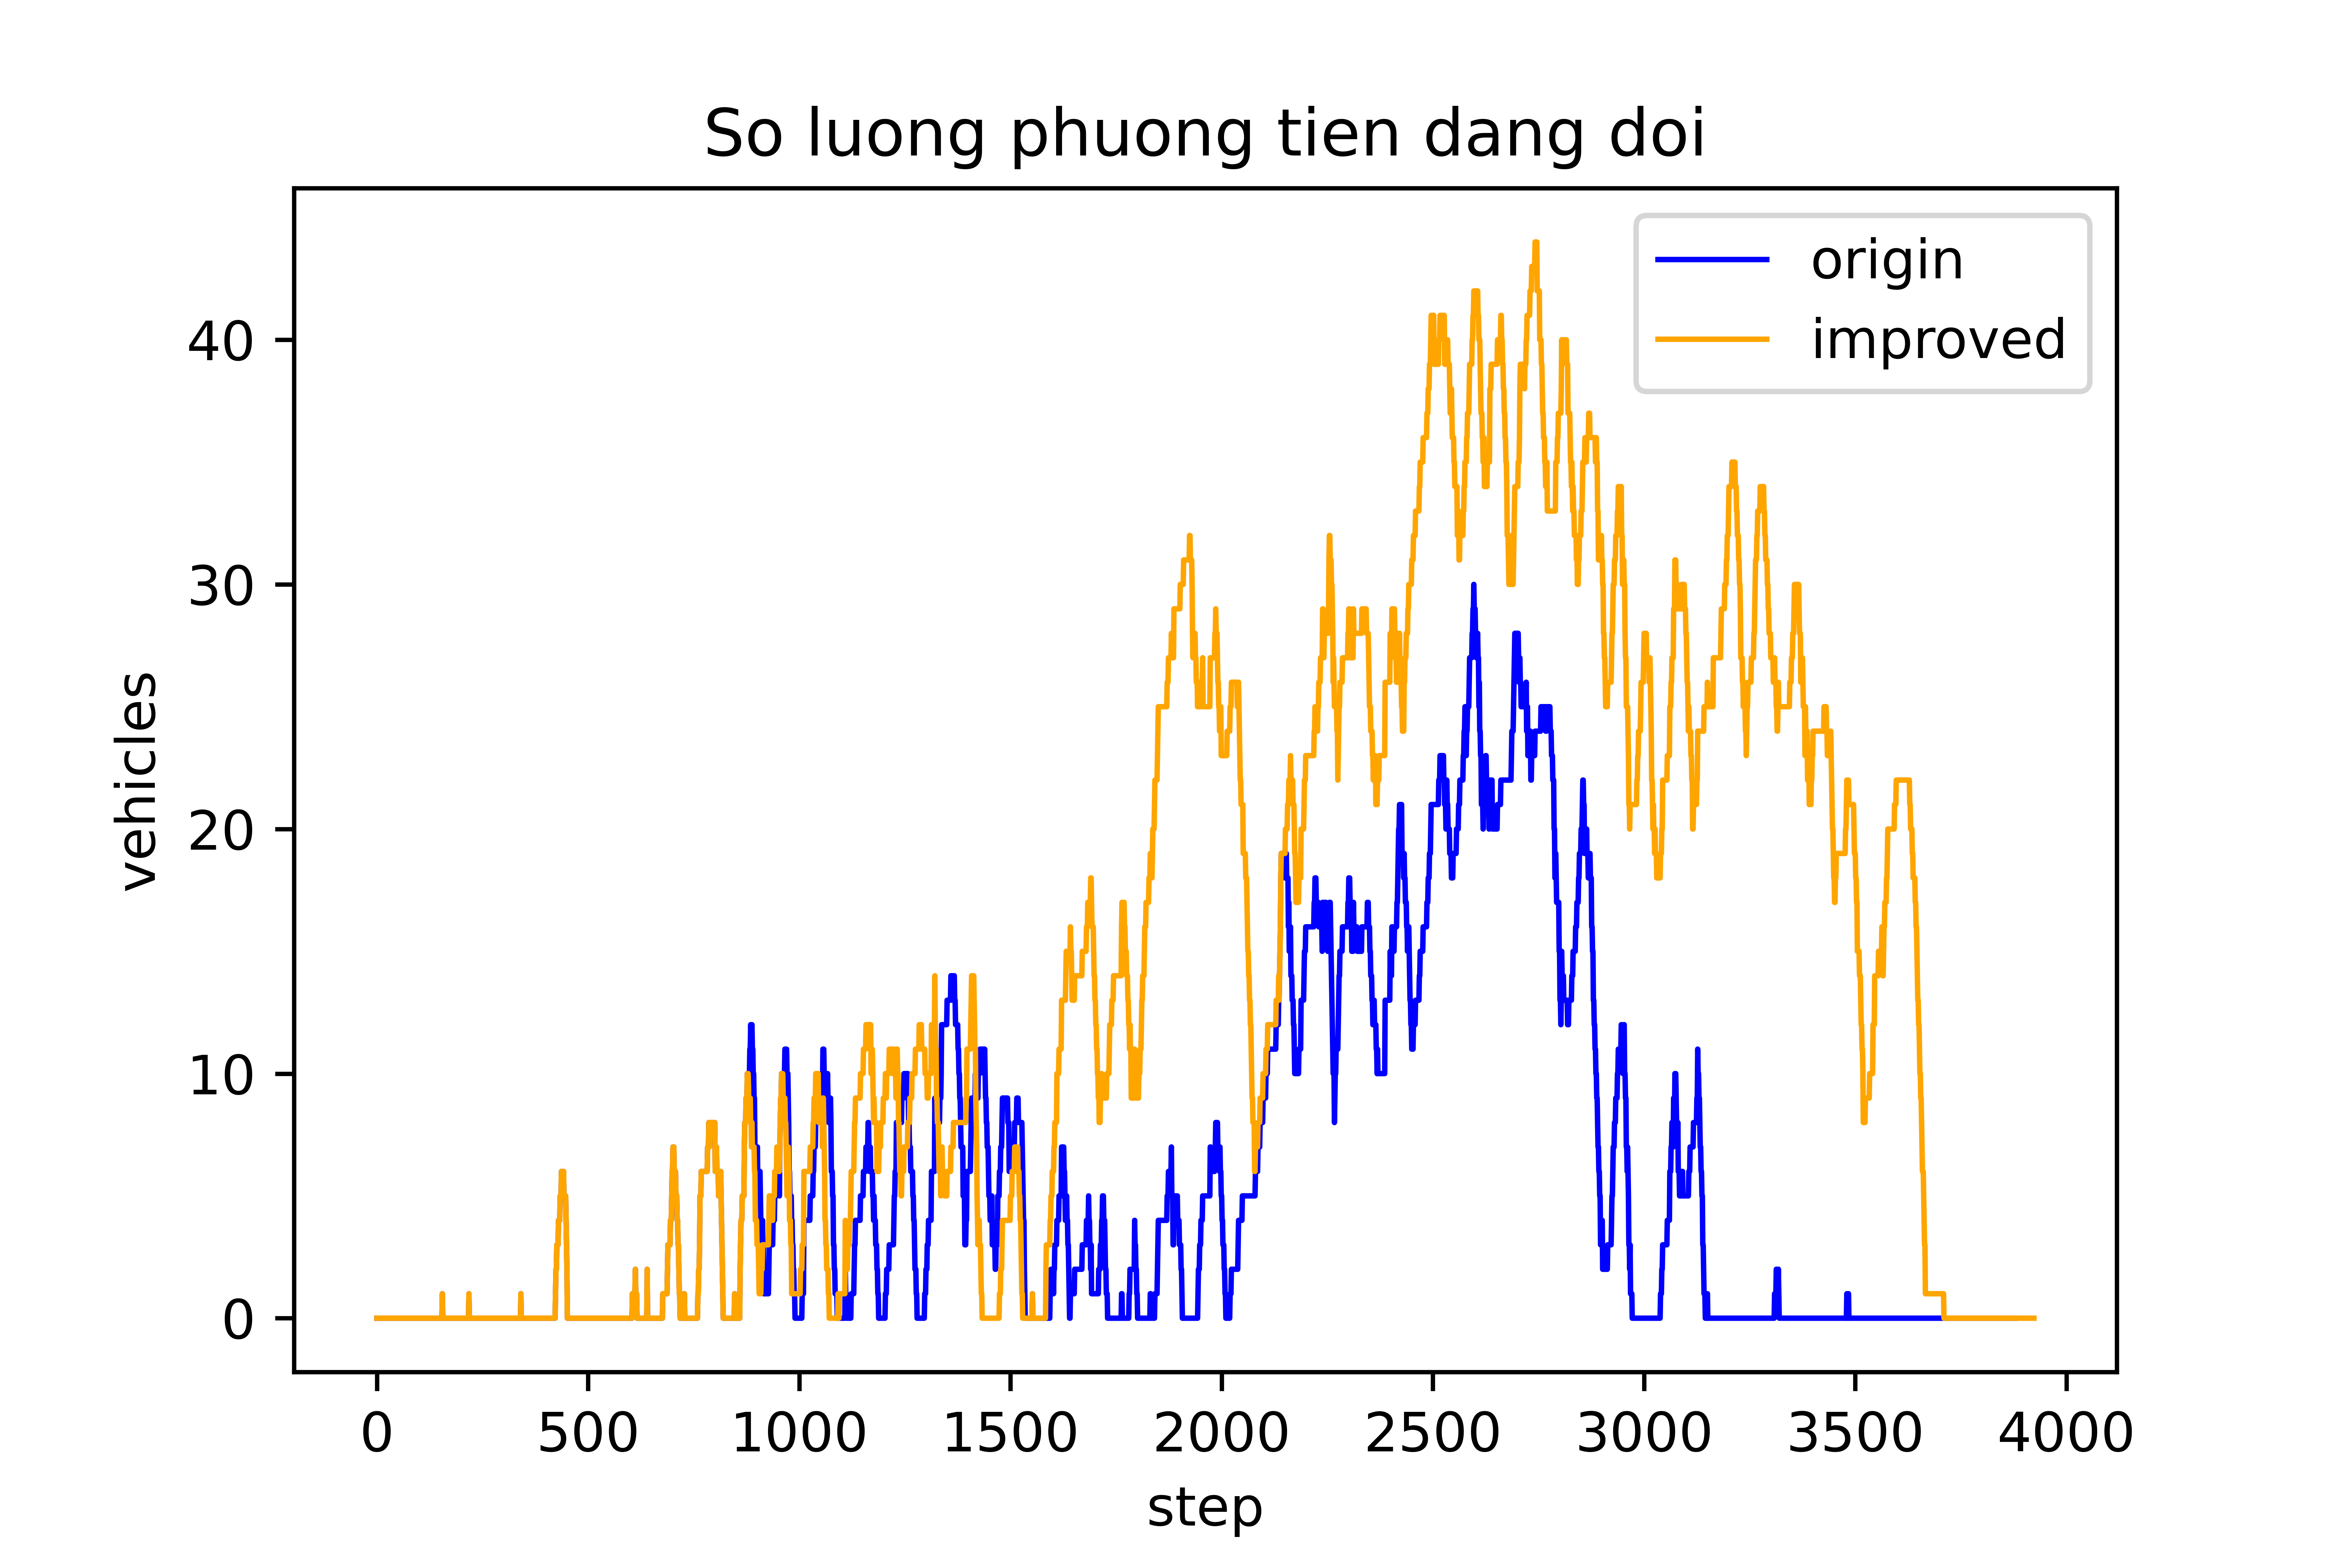 So luong phuong tien dang doi
origin
improved
vehicles
40
30
20
10
0
0 500 1000 1500 2000 2500 3000 3500 4000
step